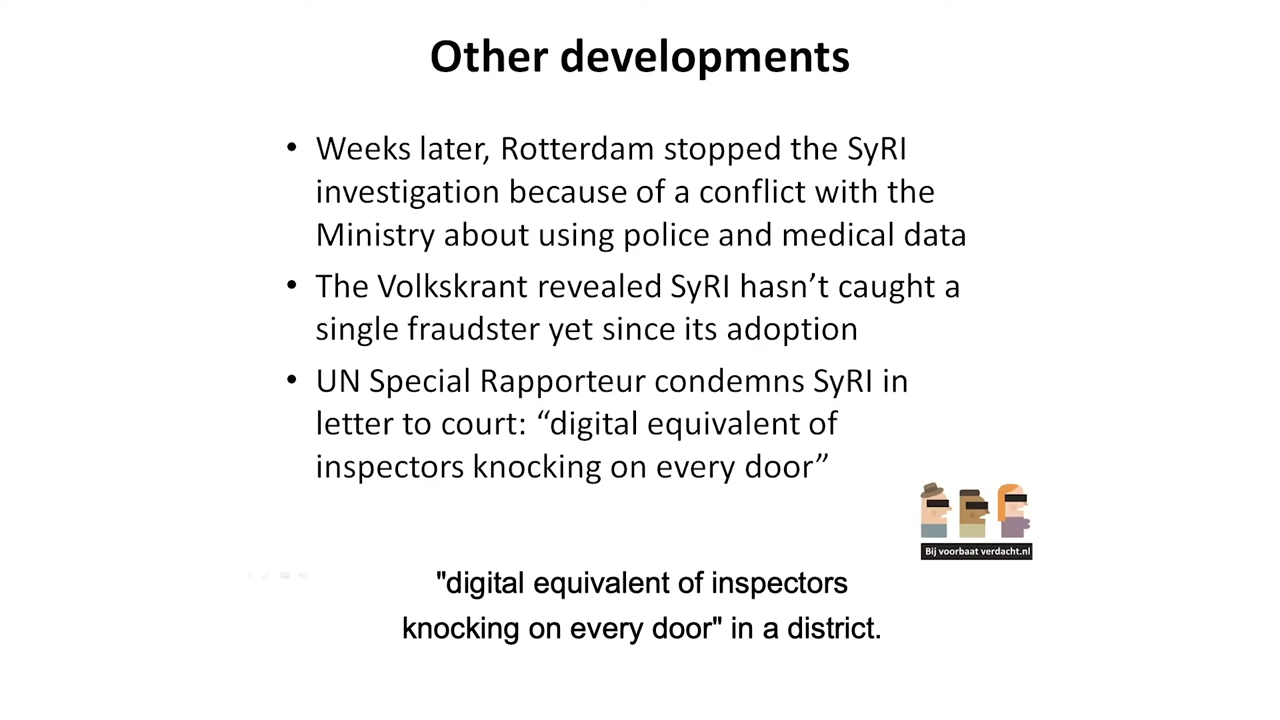 Other developments
• Weeks later, Rotterdam stopped the SyRI
investigation because of a conflict with the
Ministry about using police and medical data
• The Volkskrant revealed SyRI hasn’t caught a
single fraudster yet since its adoption
• UN Special Rapporteur condemns SyRI in
letter to court: “digital equivalent of
inspectors knocking on every door”
Bij voorbaat verdacht.nl
"digital equivalent of inspectors
knocking on every door" in a district.